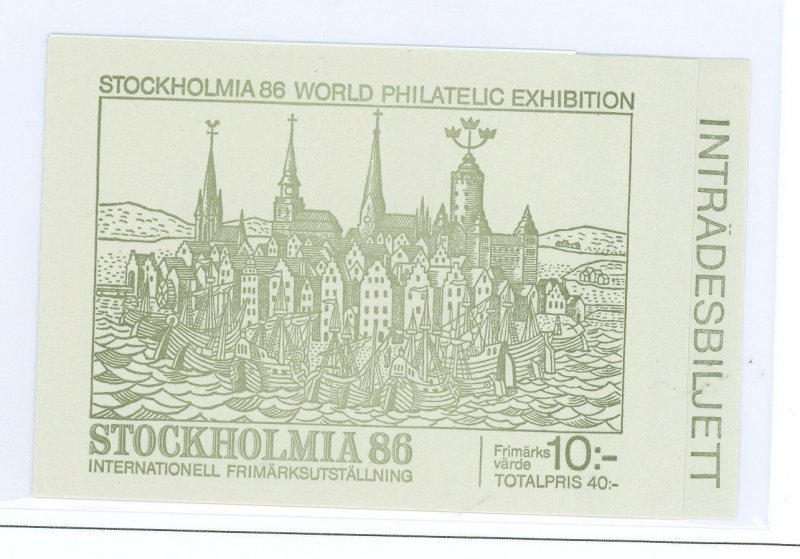 STOCKHOLMIA 86 WORLD PHILATELIC EXHIBITION
STOCKHOLMIA 86
INTERNATIONELL FRIMÄRKSUTSTÄLLNING
Frimärks
värde 10:-
TOTALPRIS 40:-
INTRÄDESBILJETT